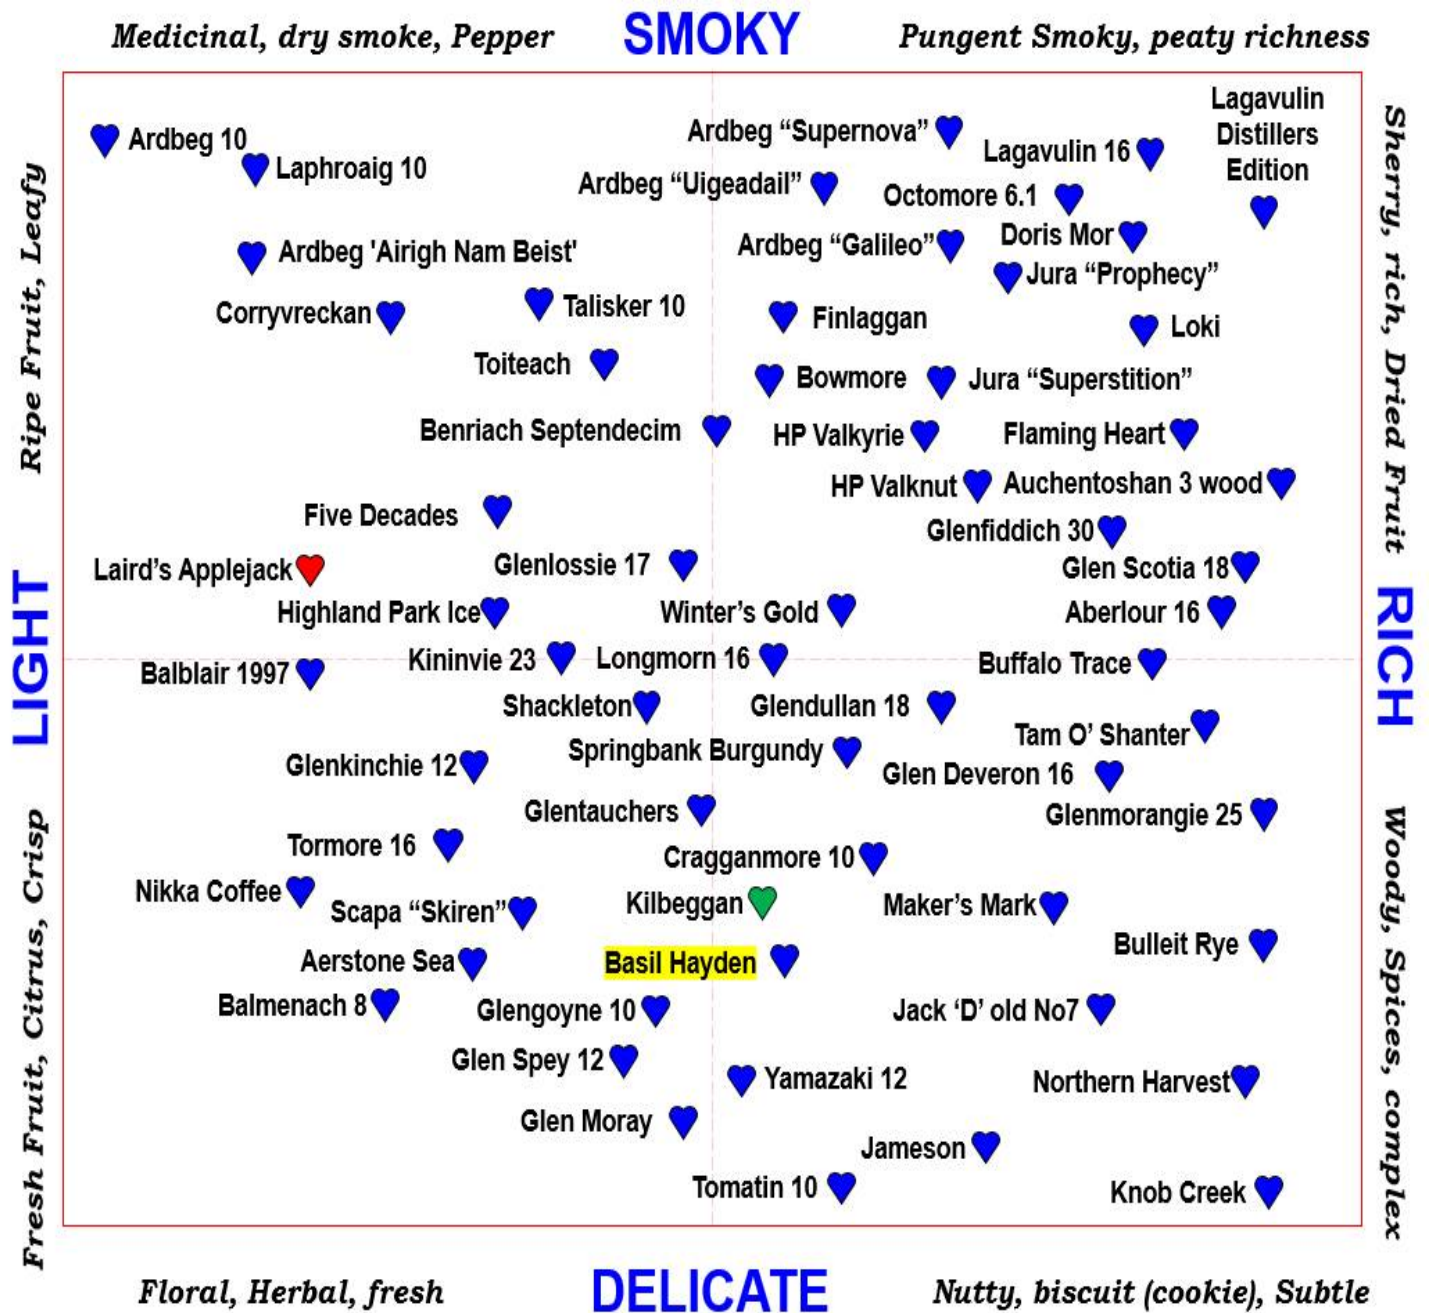 Medicinal, dry smoke, Pepper
SMOKY
Pungent Smoky, peaty richness
Ripe Fruit, Leafy
LIGHT
Fresh Fruit, Citrus, Crisp
Sherry, rich, Dried Fruit
RICH
Woody, Spices, complex
Lagavulin
Distillers
Edition
Ardbeg 10
Ardbeg “Supernova”
Lagavulin 16
Laphroaig 10
Ardbeg “Uigeadail”
Octomore 6.1
Ardbeg 'Airigh Nam Beist'
Ardbeg “Galileo”
Doris Mor
Jura “Prophecy”
Corryvreckan
Talisker 10
Finlaggan
Loki
Toiteach
Bowmore
Jura “Superstition”
Benriach Septendecim
HP Valkyrie
Flaming Heart
HP Valknut
Auchentoshan 3 wood
Five Decades
Glenfiddich 30
Laird’s Applejack
Glenlossie 17
Glen Scotia 18
Highland Park Ice
Winter’s Gold
Aberlour 16
Balblair 1997
Kininvie 23
Longmorn 16
Buffalo Trace
Shackleton
Glendullan 18
Tam O’ Shanter
Springbank Burgundy
Glenkinchie 12
Glen Deveron 16
Glentauchers
Glenmorangie 25
Tormore 16
Cragganmore 10
Nikka Coffee
Scapa “Skiren”
Kilbeggan
Maker’s Mark
Bulleit Rye
Aerstone Sea
Basil Hayden
Balmenach 8
Glengoyne 10
Jack ‘D’ old No7
Glen Spey 12
Yamazaki 12
Northern Harvest
Glen Moray
Jameson
Tomatin 10
Knob Creek
Floral, Herbal, fresh
DELICATE
Nutty, biscuit (cookie), Subtle